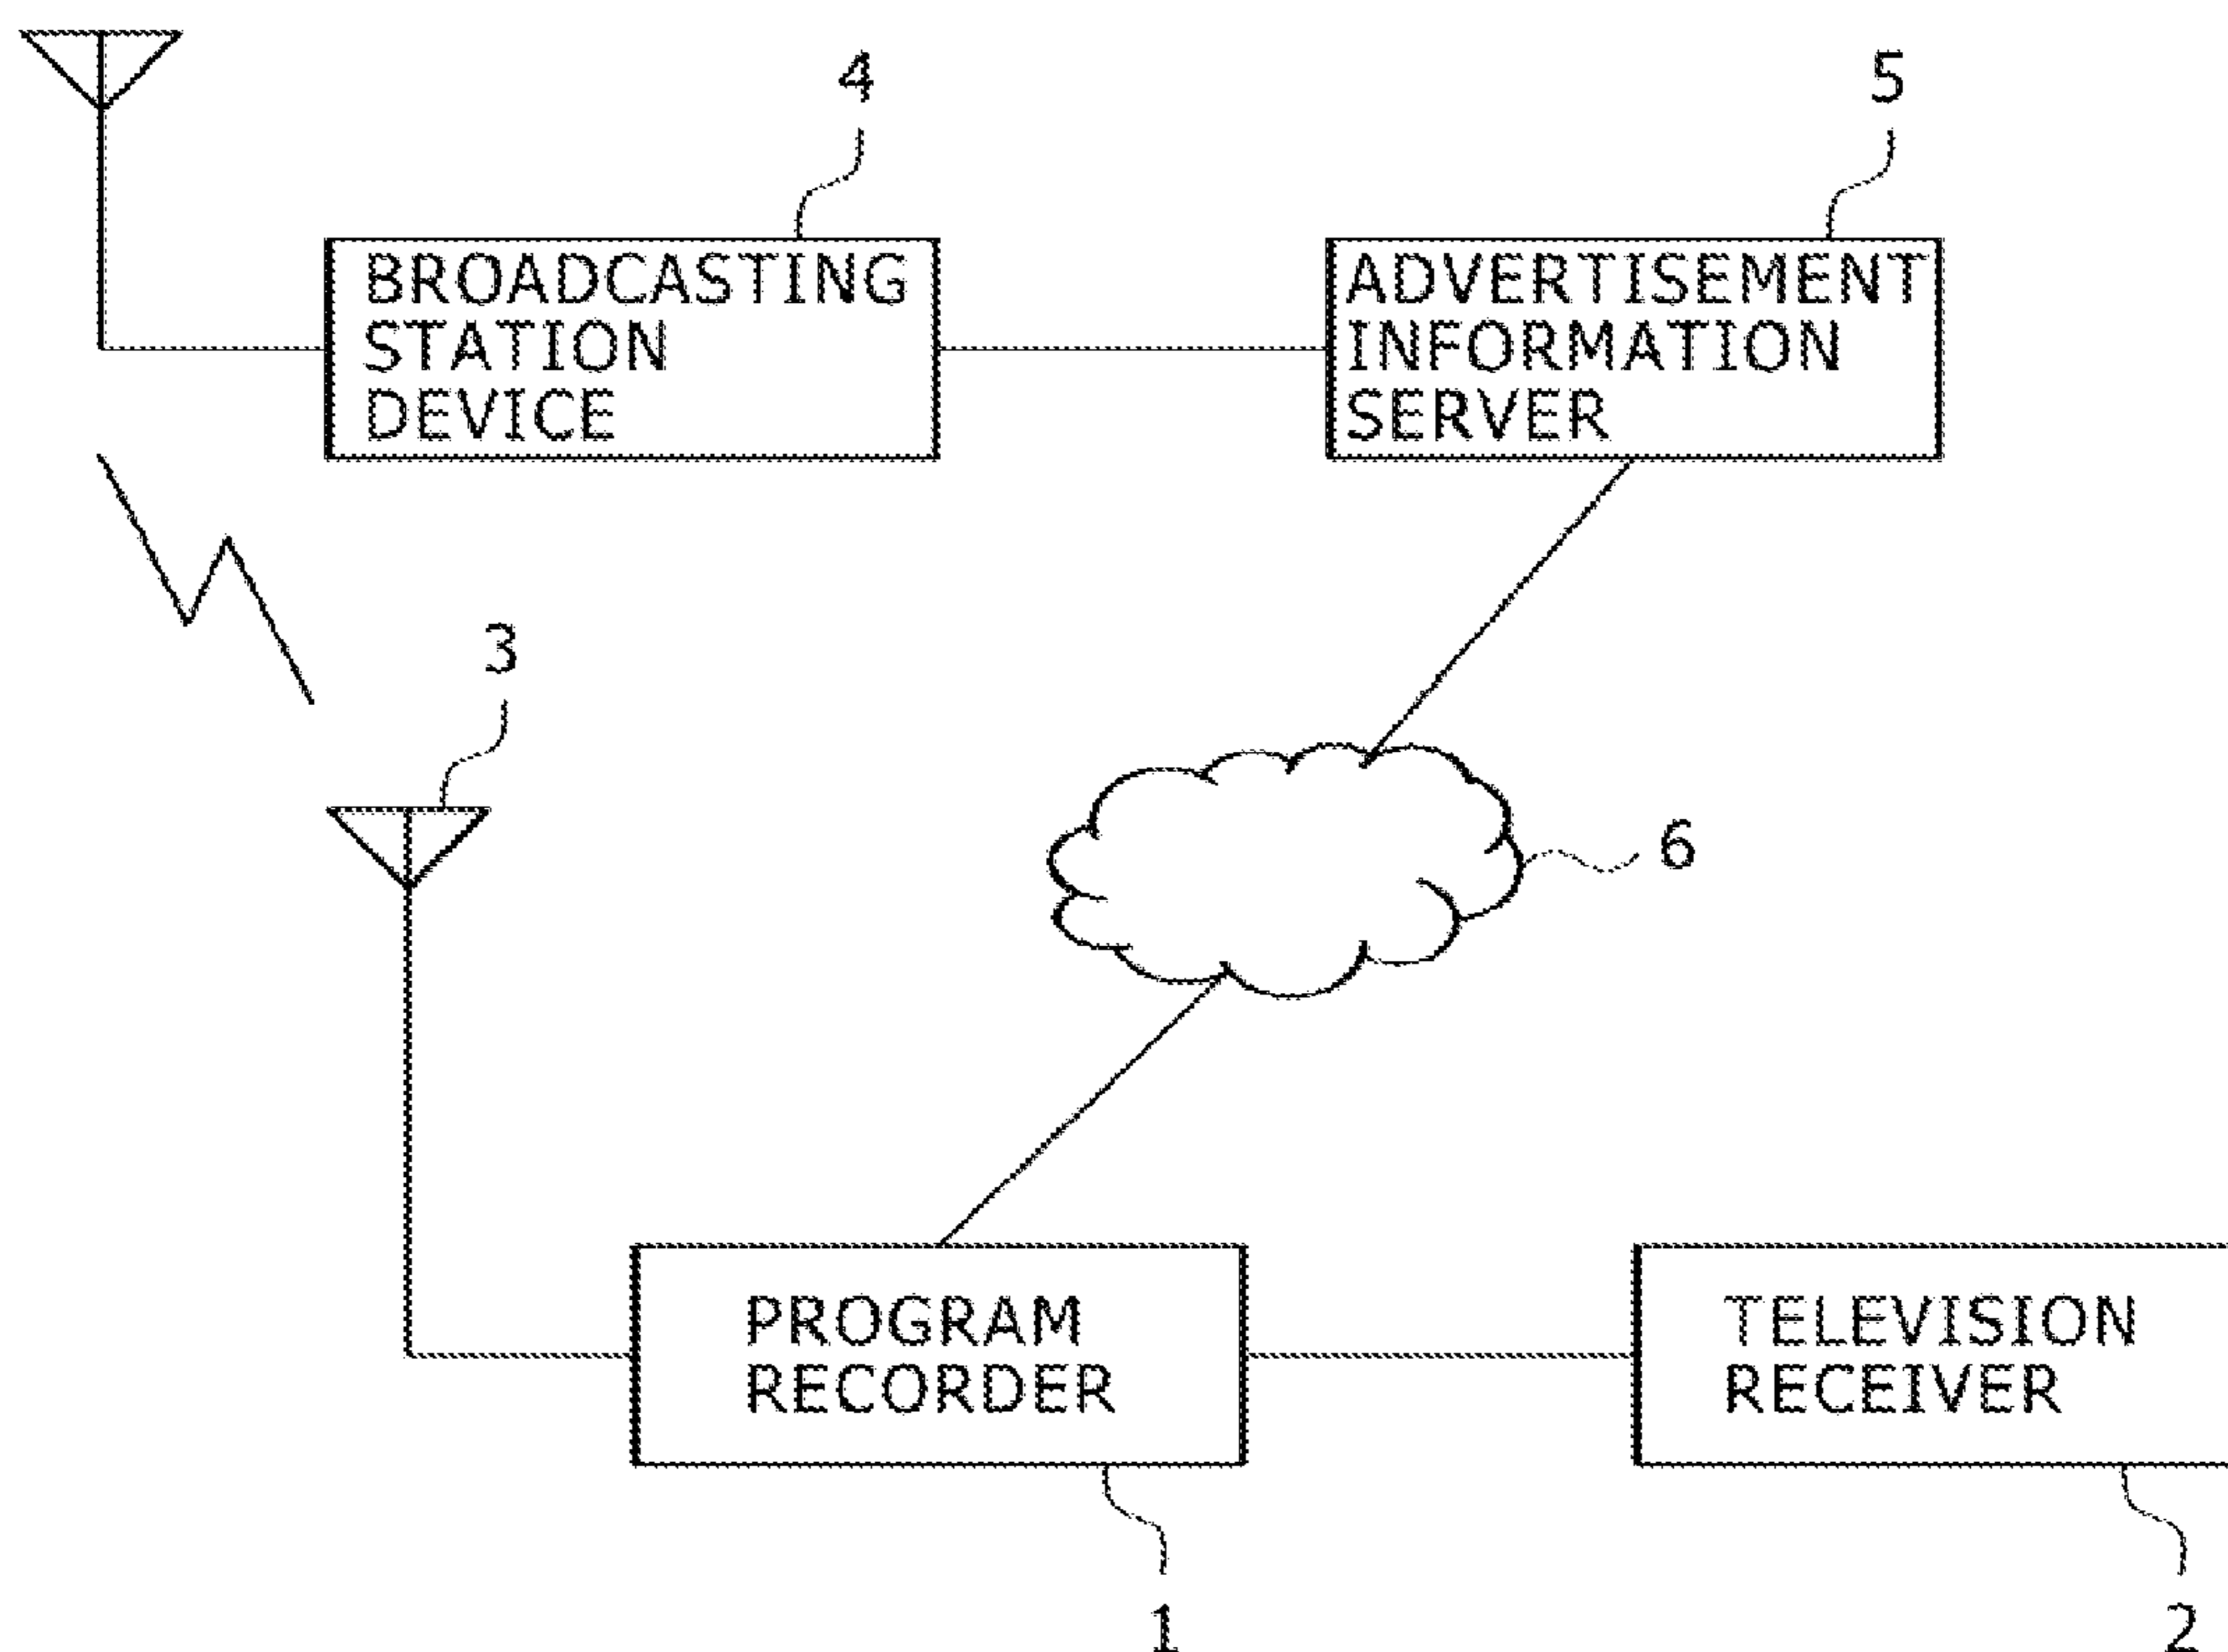 4
5
BROADCASTING
STATION
DEVICE
ADVERTISEMENT
INFORMATION
SERVER
3
6
PROGRAM
RECORDER
TELEVISION
RECEIVER
1
2